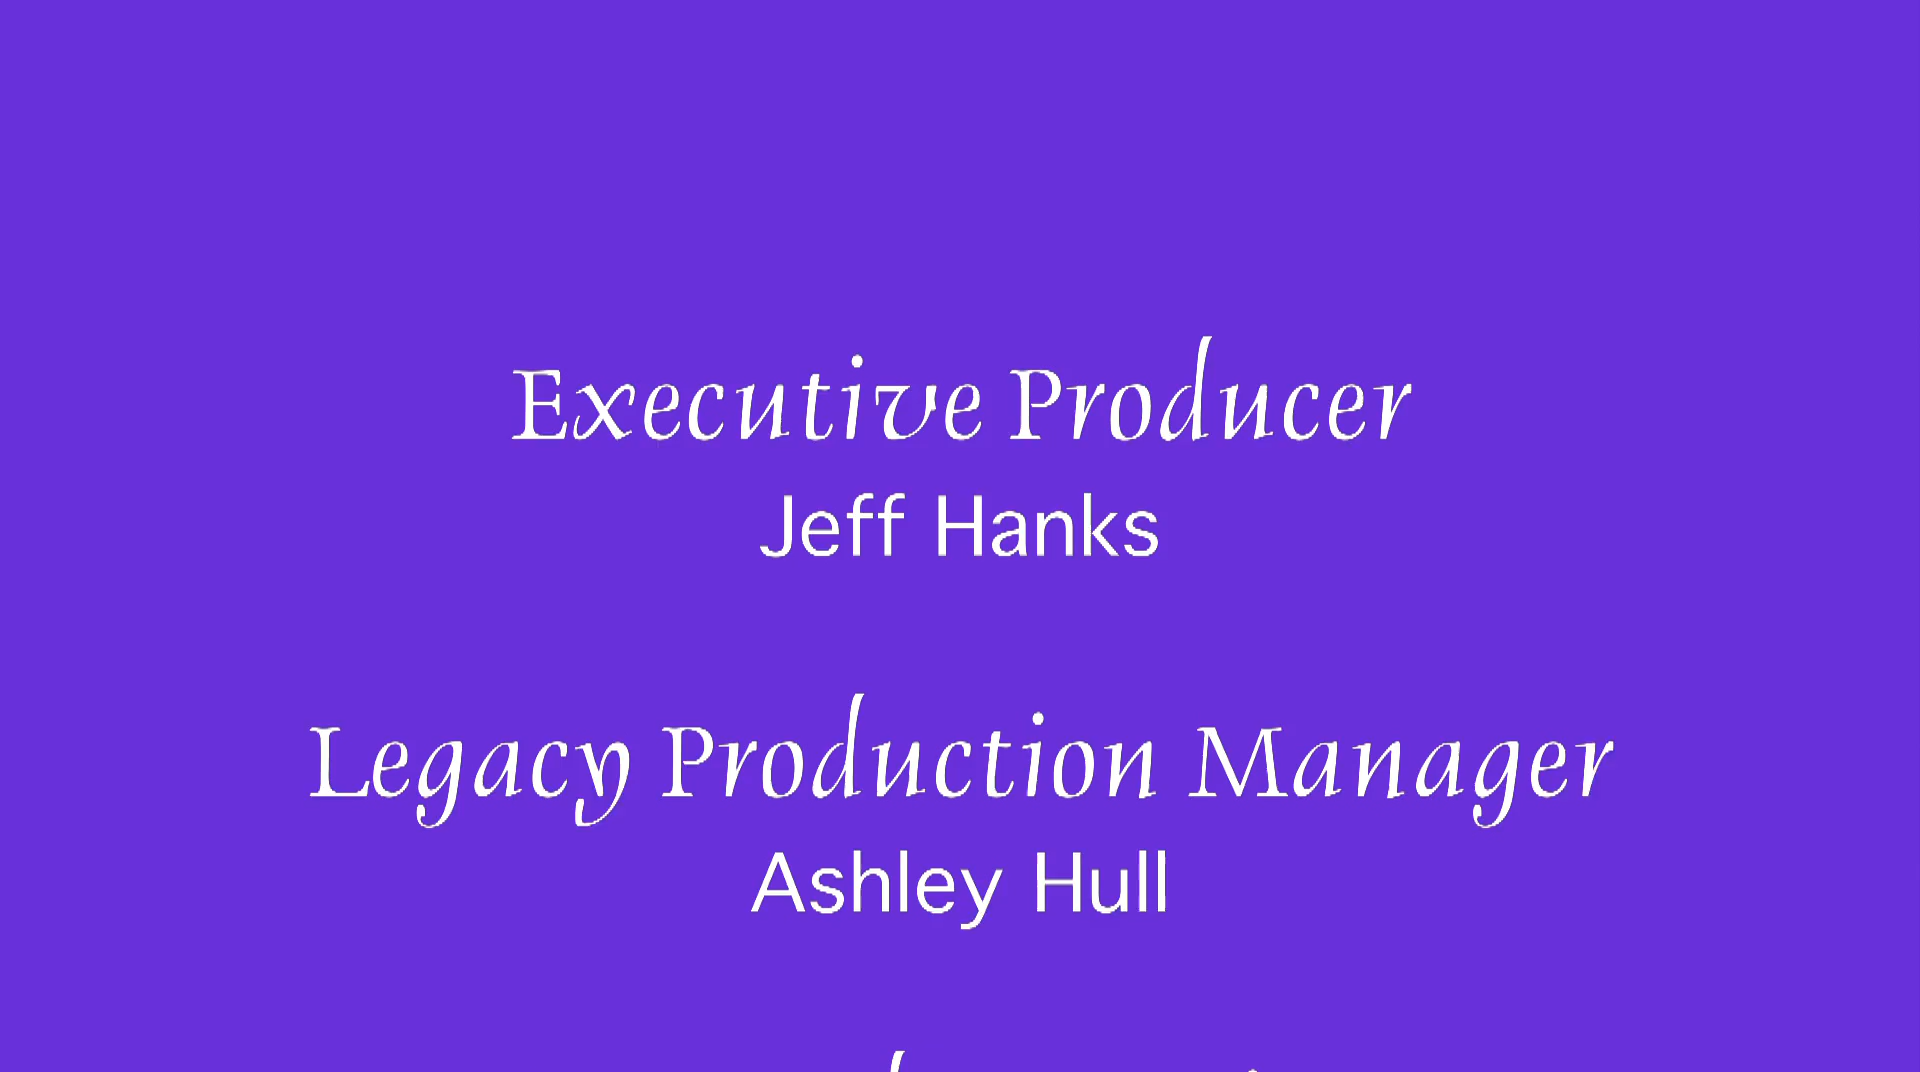 Executive Producer
Jeff Hanks
Legacy Production Manager
Ashley Hull